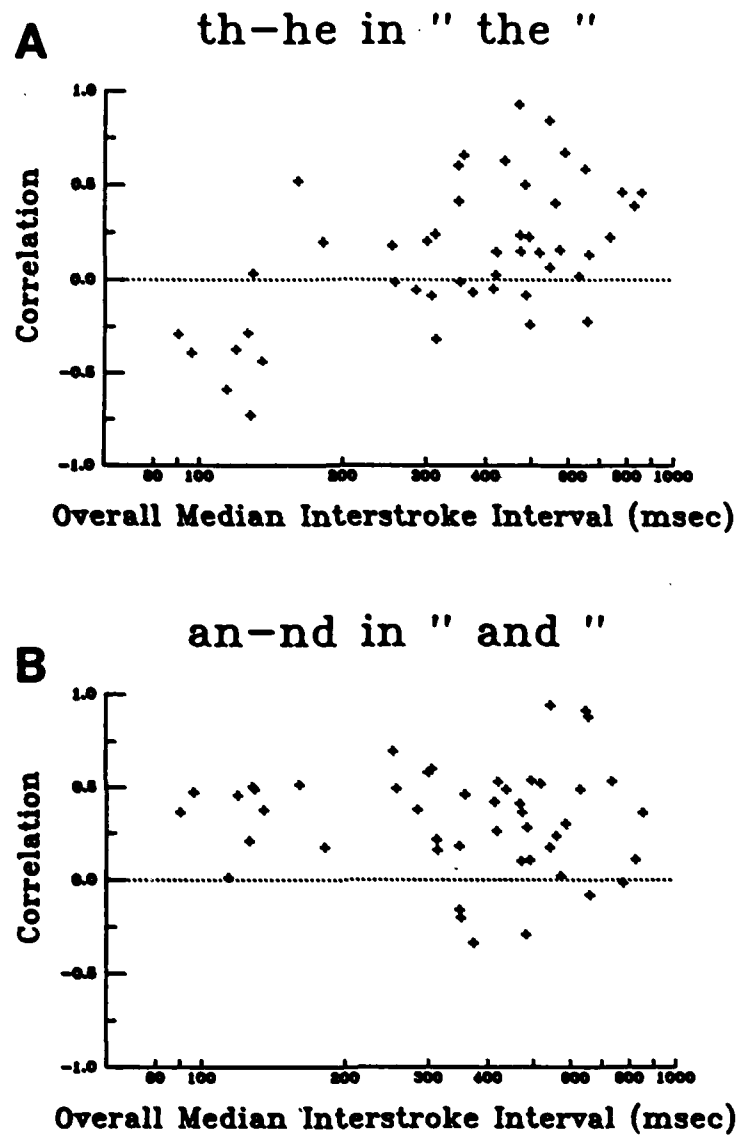 A
th-he in " the "
1.0
0.5
0.0
-0.5
-1.0
Correlation
80 100 200 300 400 600 800 1000
Overall Median Interstroke Interval (msec)
B
an-nd in " and "
1.0
0.5
0.0
-0.5
-1.0
Correlation
80 100 200 300 400 600 800 1000
Overall Median Interstroke Interval (msec)